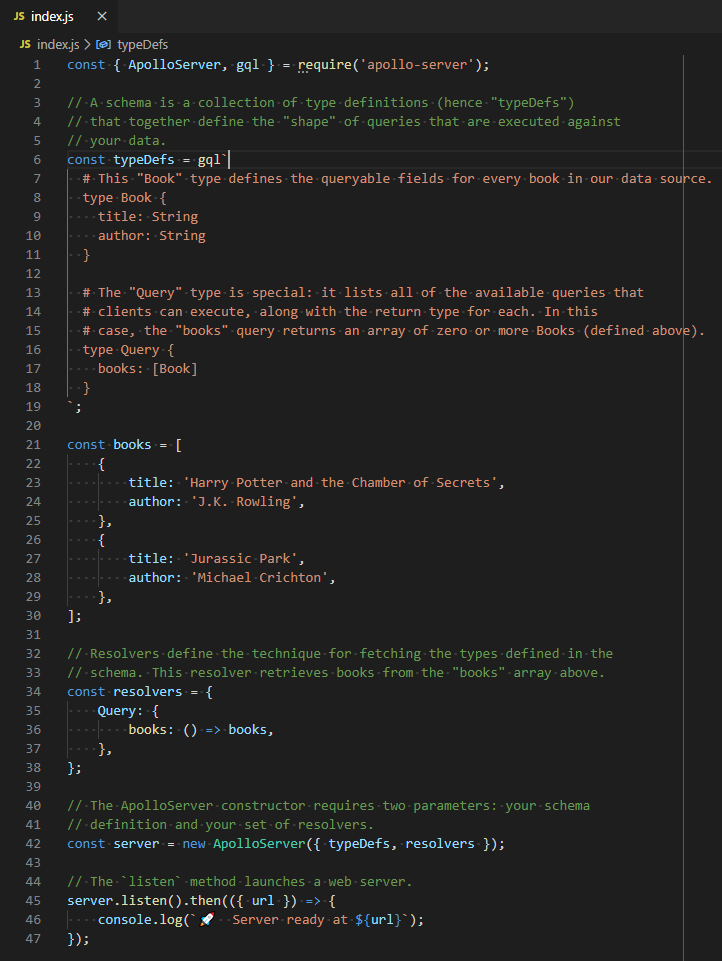 JS index.js ×
JS index.js > typeDefs
1 const { ApolloServer, gql } = require('apollo-server');
2
3 // A schema is a collection of type definitions (hence "typeDefs")
4 // that together define the "shape" of queries that are executed against
5 // your data.
6 const typeDefs = gql`
7   # This "Book" type defines the queryable fields for every book in our data source.
8   type Book {
9     title: String
10     author: String
11   }
12
13   # The "Query" type is special: it lists all of the available queries that
14   # clients can execute, along with the return type for each. In this
15   # case, the "books" query returns an array of zero or more Books (defined above).
16   type Query {
17     books: [Book]
18   }
19 `;
20
21 const books = [
22     {
23         title: 'Harry Potter and the Chamber of Secrets',
24         author: 'J.K. Rowling',
25     },
26     {
27         title: 'Jurassic Park',
28         author: 'Michael Crichton',
29     },
30 ];
31
32 // Resolvers define the technique for fetching the types defined in the
33 // schema. This resolver retrieves books from the "books" array above.
34 const resolvers = {
35     Query: {
36         books: () => books,
37     },
38 };
39
40 // The ApolloServer constructor requires two parameters: your schema
41 // definition and your set of resolvers.
42 const server = new ApolloServer({ typeDefs, resolvers });
43
44 // The `listen` method launches a web server.
45 server.listen().then(({ url }) => {
46     console.log(`🚀  Server ready at ${url}`);
47 });